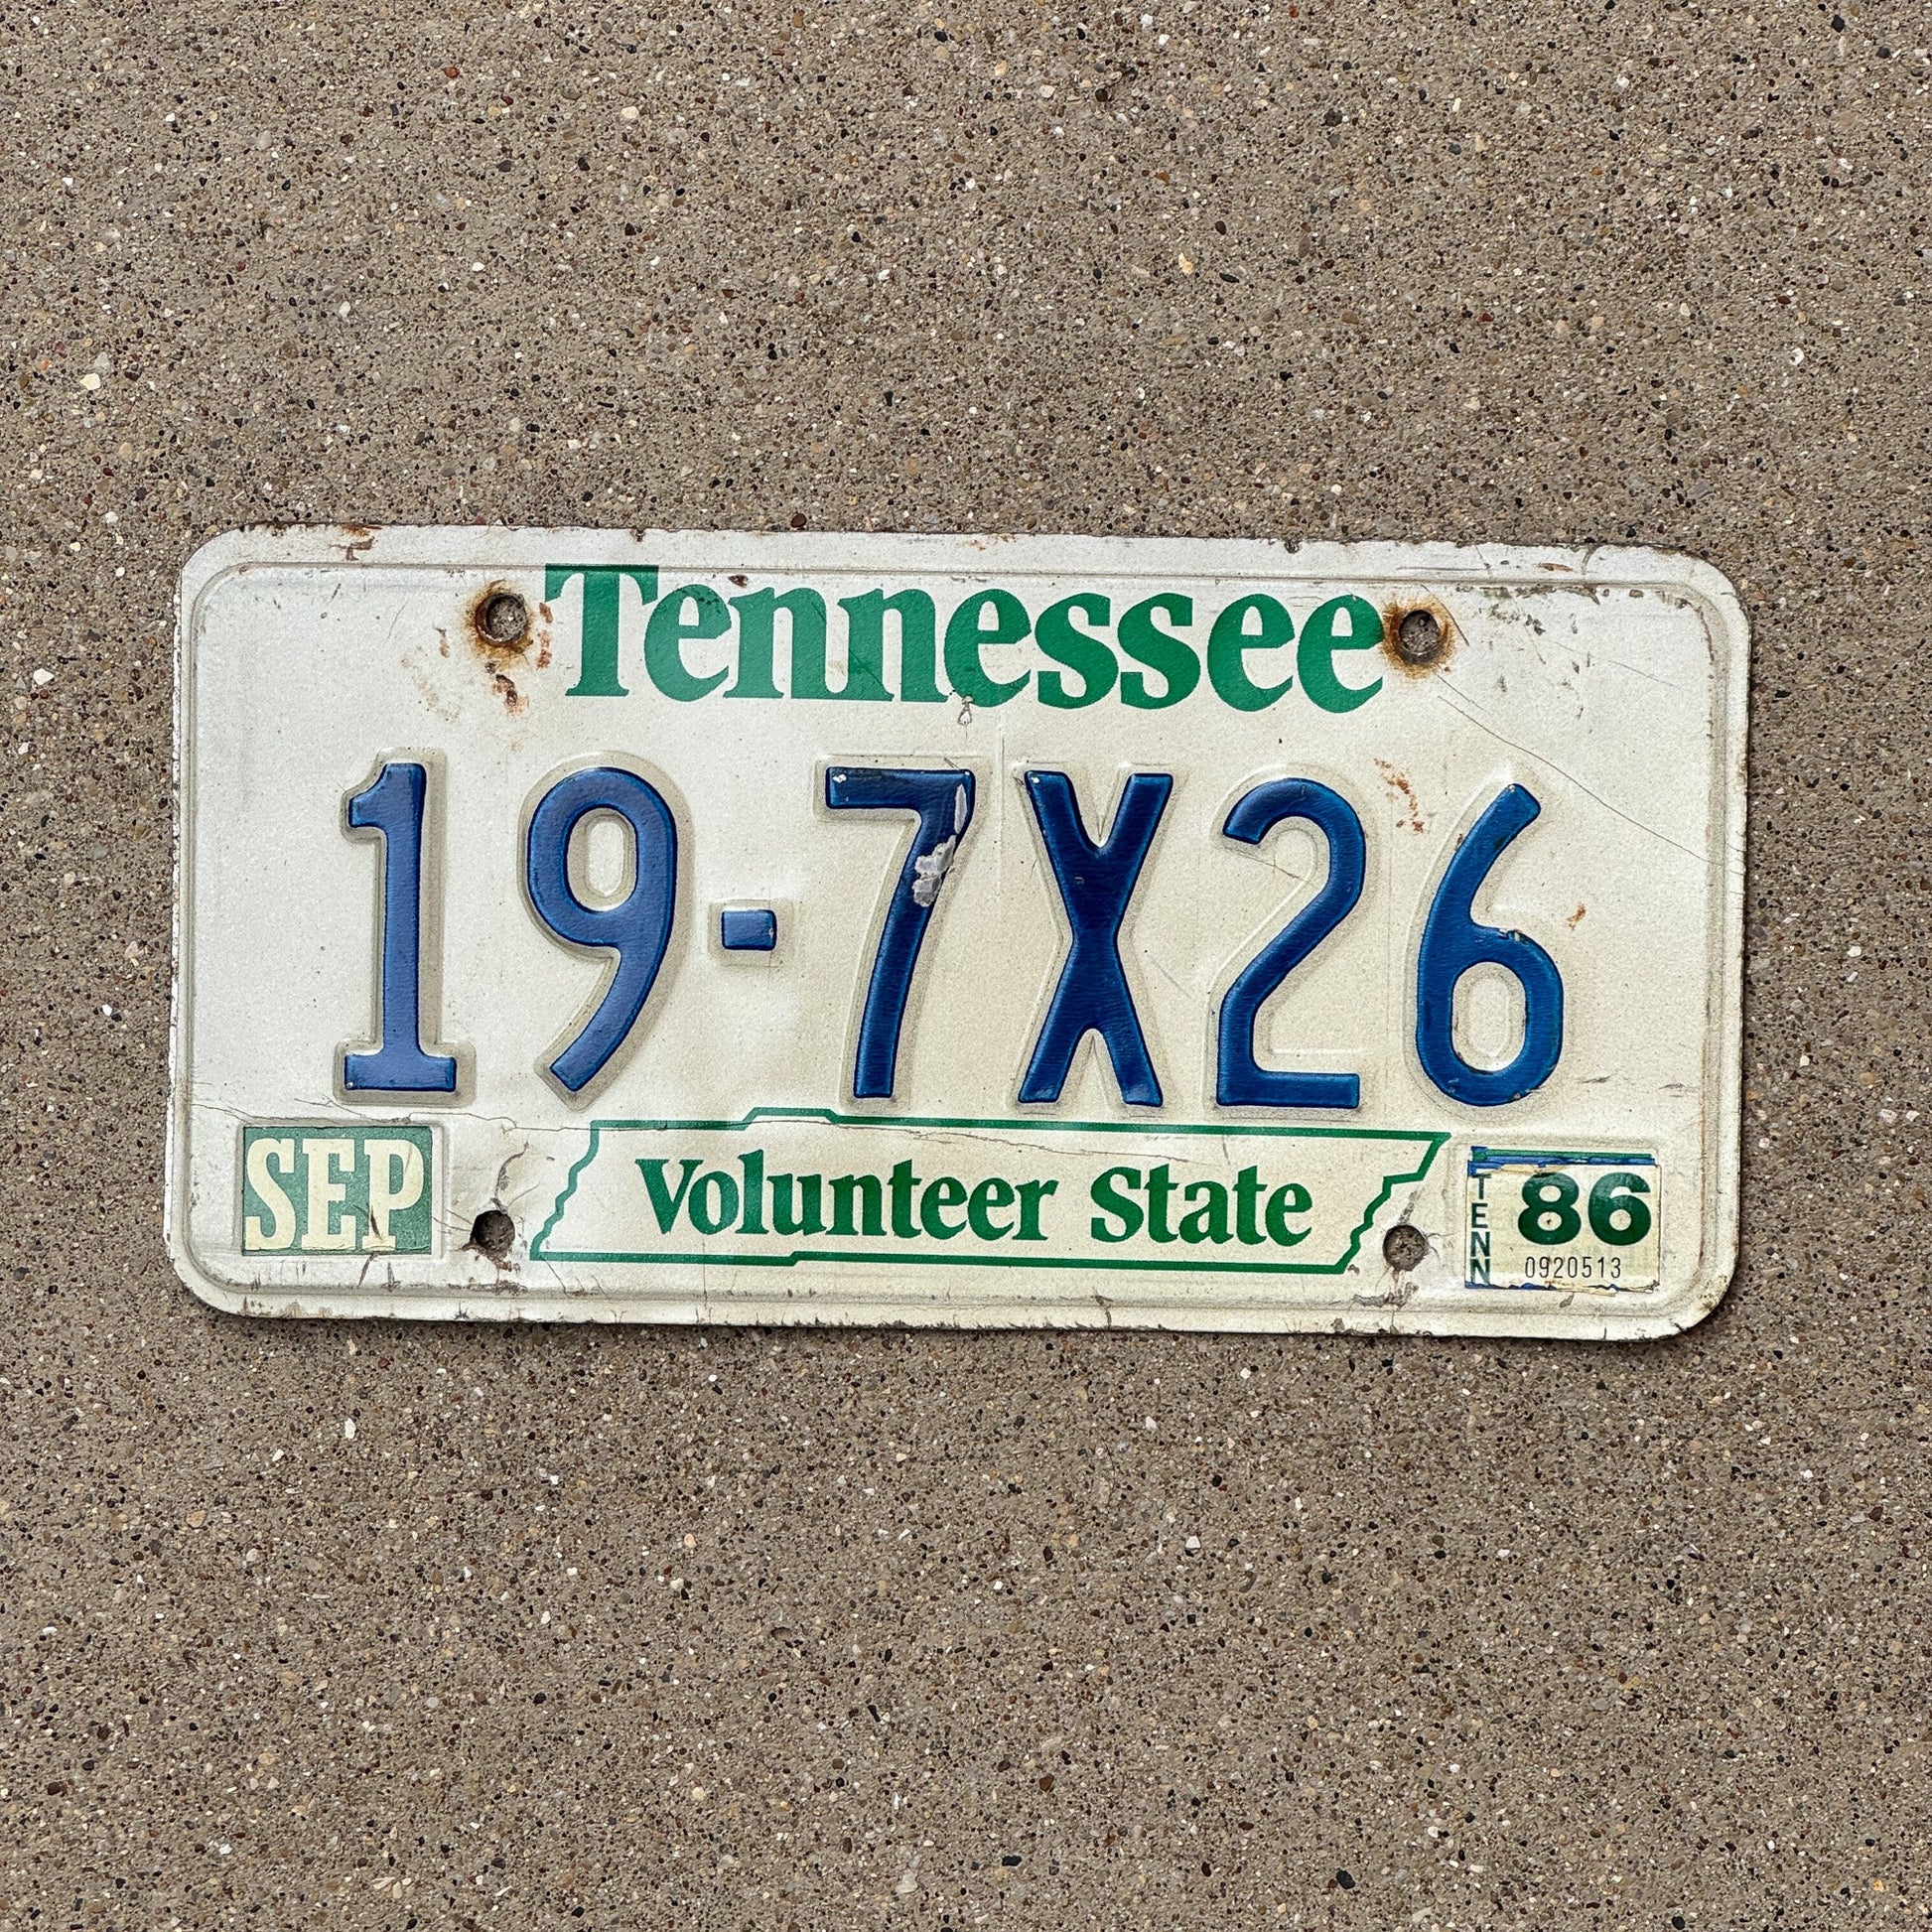 Tennessee
19-7X26
SEP
Volunteer State
TENN
86
0920513